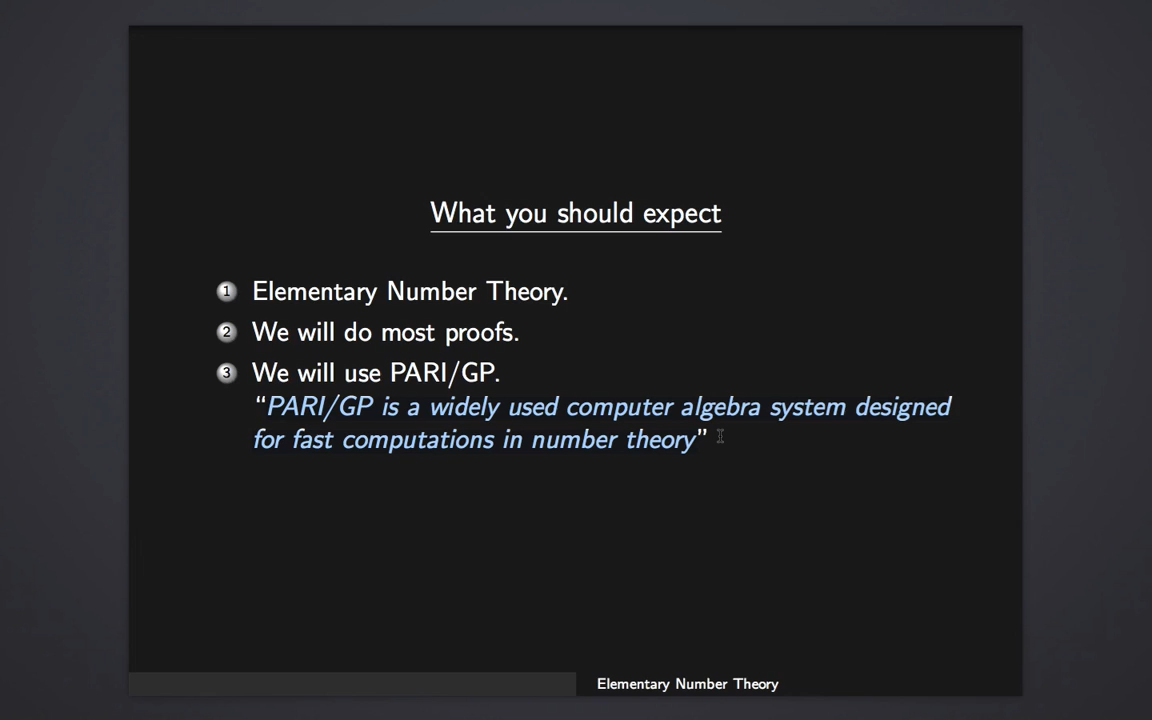 What you should expect
1 Elementary Number Theory.
2 We will do most proofs.
3 We will use PARI/GP.
“PARI/GP is a widely used computer algebra system designed
for fast computations in number theory”
Elementary Number Theory